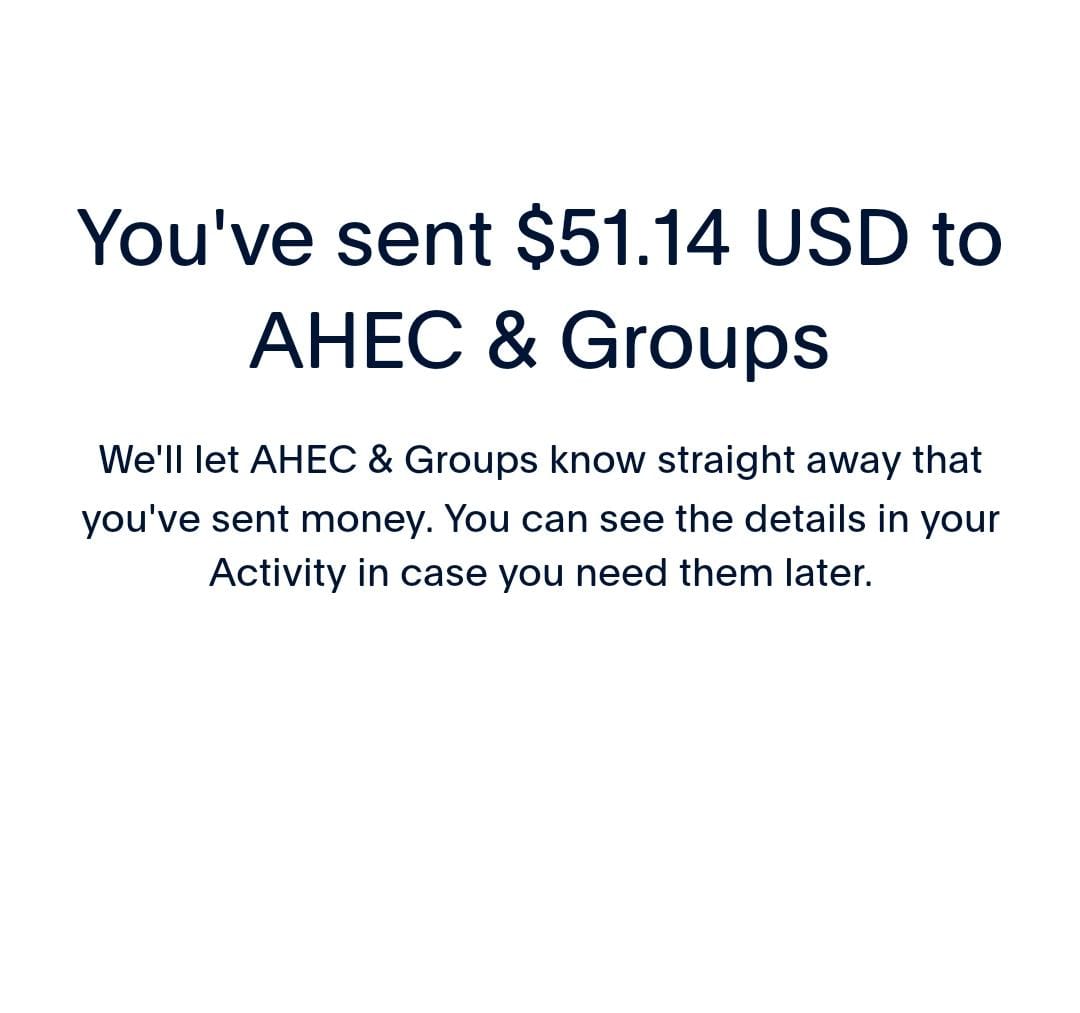 You've sent $51.14 USD to
AHEC & Groups
We'll let AHEC & Groups know straight away that
you've sent money. You can see the details in your
Activity in case you need them later.